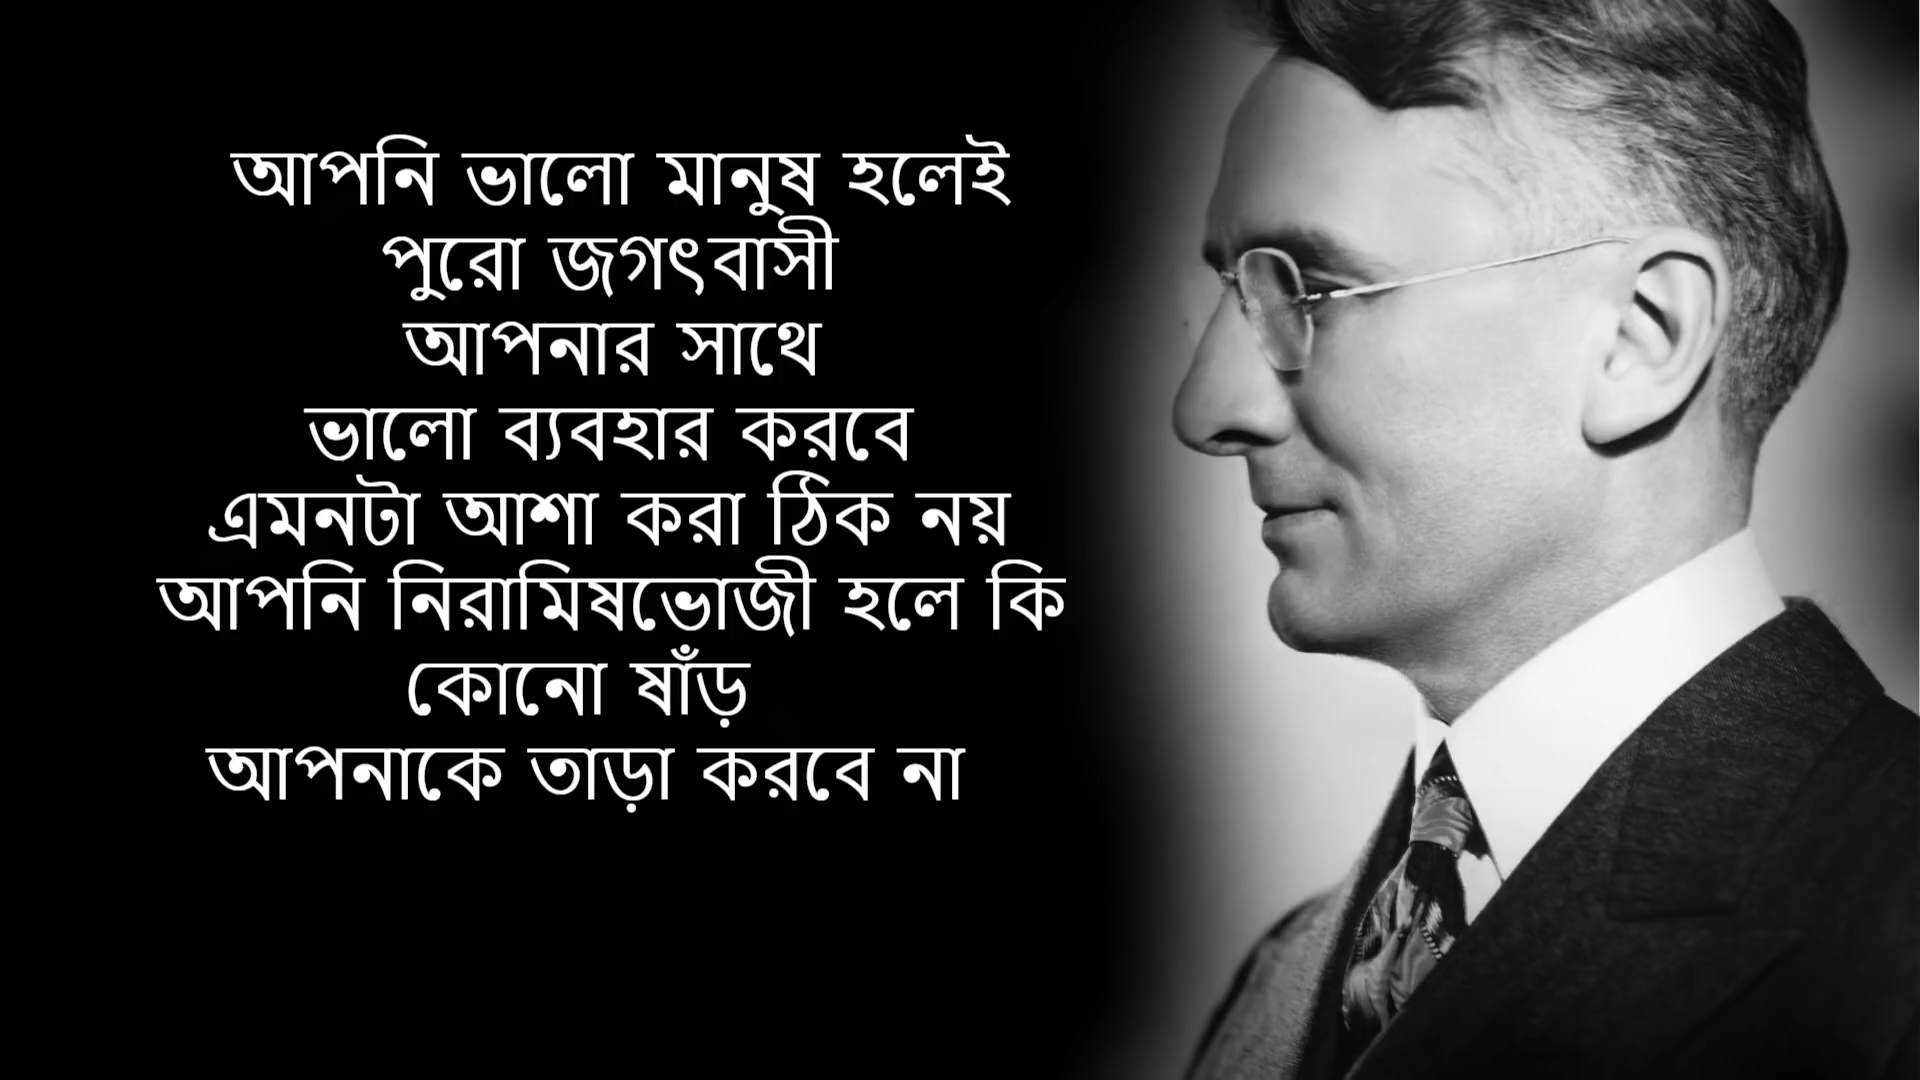 আপনি ভালো মানুষ হলেই
পুরো জগৎবাসী
আপনার সাথে
ভালো ব্যবহার করবে
এমনটা আশা করা ঠিক নয়
আপনি নিরামিষভোজী হলে কি
কোনো ষাঁড়
আপনাকে তাড়া করবে না